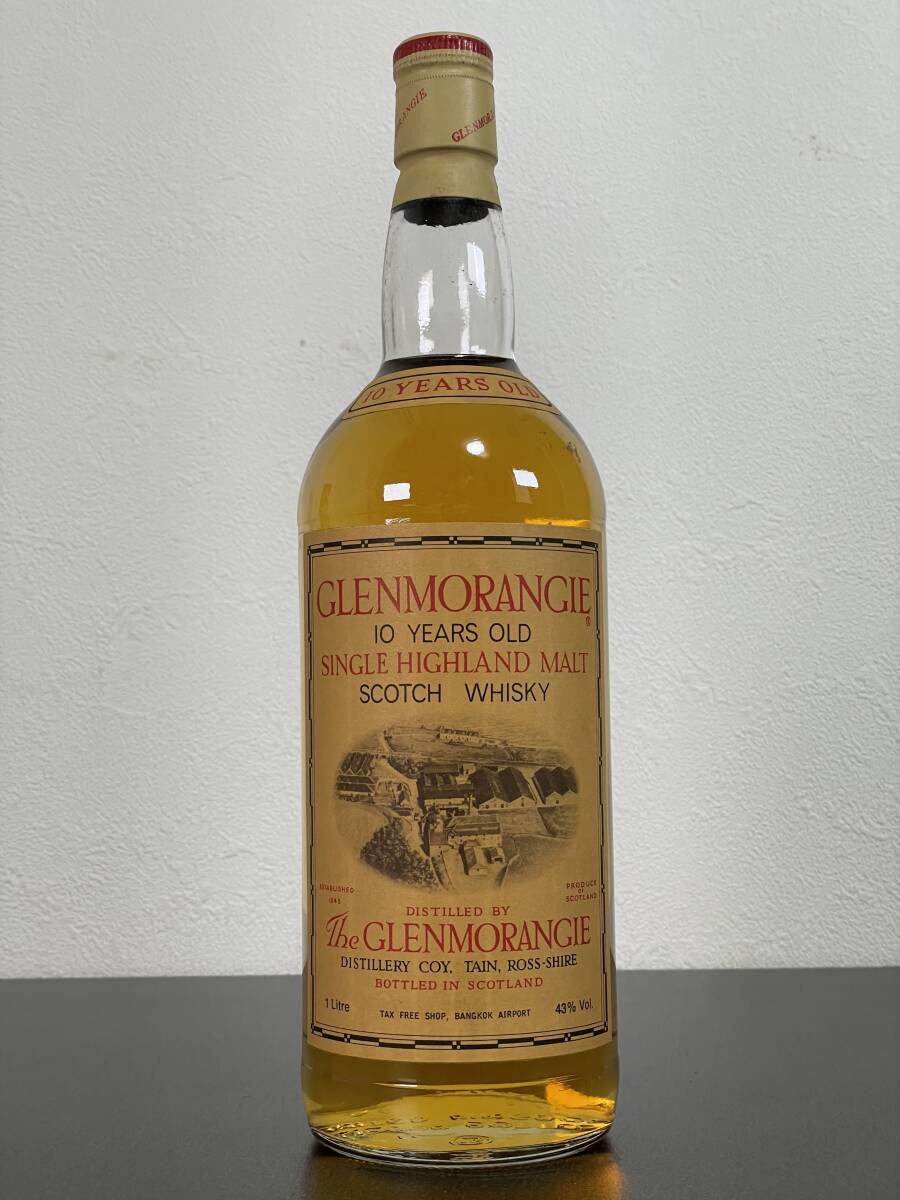 GLENMORA
10 YEARS OLD
GLENMORANGIE ®
10 YEARS OLD
SINGLE HIGHLAND MALT
SCOTCH WHISKY
ESTABLISHED
1843
PRODUCE
OF
SCOTLAND
DISTILLED BY
The GLENMORANGIE
DISTILLERY COY, TAIN, ROSS-SHIRE
BOTTLED IN SCOTLAND
1 Litre
TAX FREE SHOP, BANGKOK AIRPORT
43% Vol.